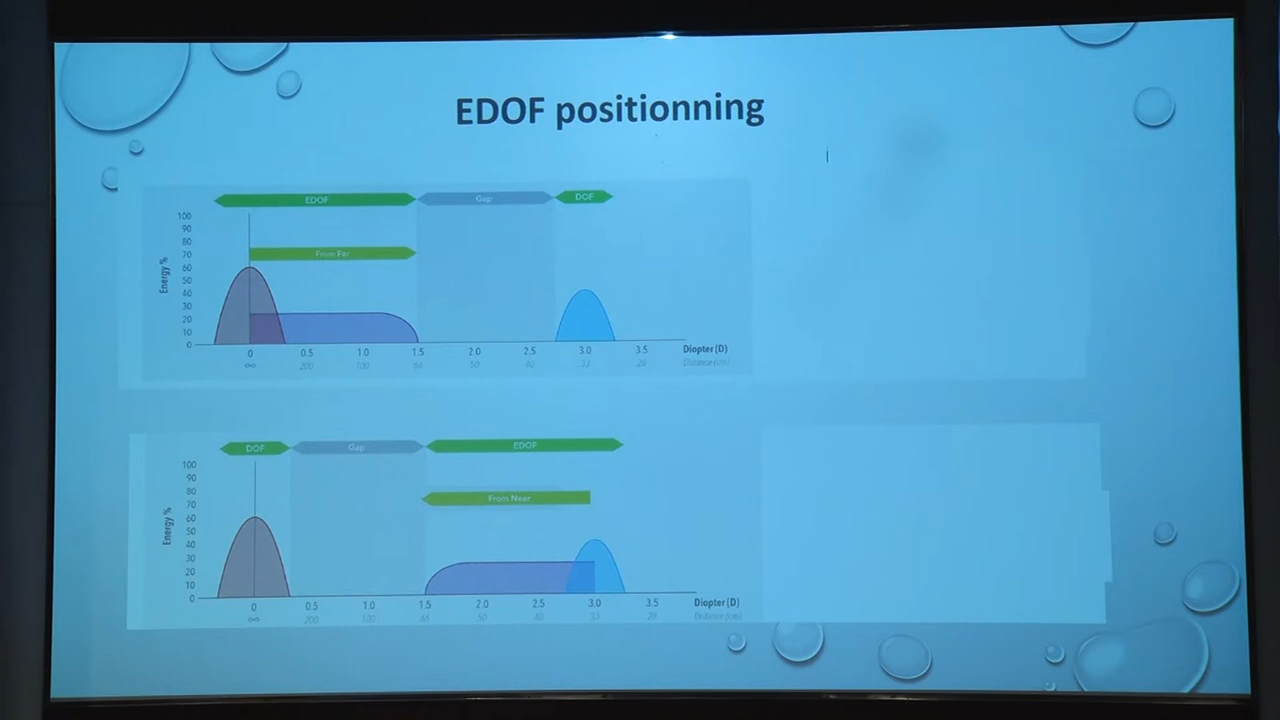 EDOF positionning
EDOF Gap DOF
From Far
Energy %
100
90
80
70
60
50
40
30
20
10
0
0 0.5 1.0 1.5 2.0 2.5 3.0 3.5 Diopter (D)
∞ 200 100 66 50 40 33 28 Distance (cm)
DOF Gap EDOF
From Near
Energy %
100
90
80
70
60
50
40
30
20
10
0
0 0.5 1.0 1.5 2.0 2.5 3.0 3.5 Diopter (D)
∞ 200 100 66 50 40 33 28 Distance (cm)